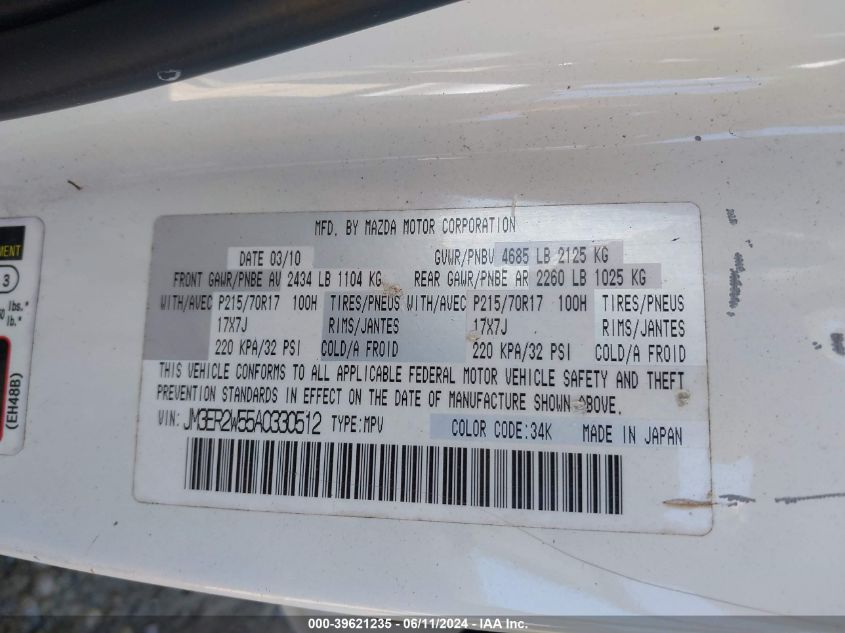 MFD. BY MAZDA MOTOR CORPORATION
DATE 03/10 GVWR/PNBV 4685 LB 2125 KG
FRONT GAWR/PNBE AV 2434 LB 1104 KG REAR GAWR/PNBE AR 2260 LB 1025 KG
WITH/AVEC P215/70R17 100H TIRES/PNEUS WITH/AVEC P215/70R17 100H TIRES/PNEUS
17X7J RIMS/JANTES 17X7J RIMS/JANTES
220 KPA/32 PSI COLD/A FROID 220 KPA/32 PSI COLD/A FROID
THIS VEHICLE CONFORMS TO ALL APPLICABLE FEDERAL MOTOR VEHICLE SAFETY AND THEFT
PREVENTION STANDARDS IN EFFECT ON THE DATE OF MANUFACTURE SHOWN ABOVE.
VIN: JM3ER2W55A0330512 TYPE:MPV COLOR CODE:34K MADE IN JAPAN
3
lbs.*
lb.*
(EH48B)
000-39621235 - 06/11/2024 - IAA Inc.